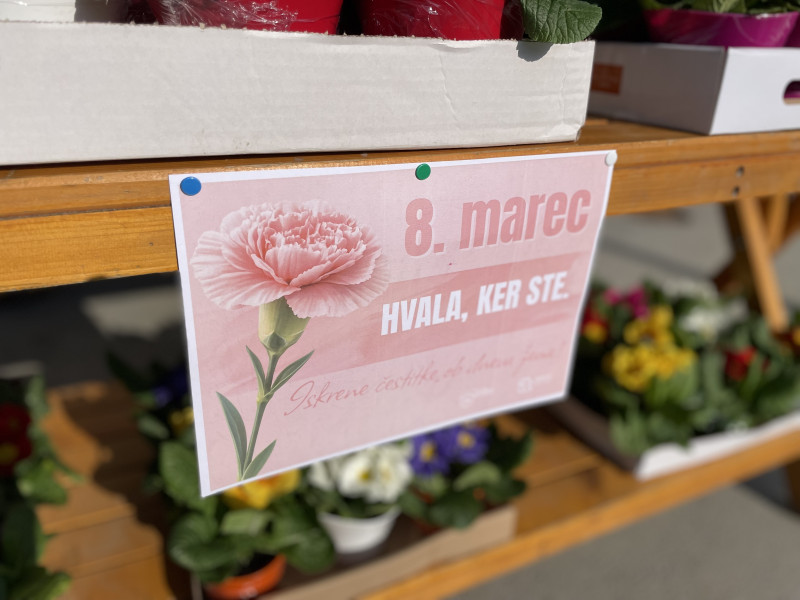 8. marec
HVALA, KER STE.
Iskrene čestitke, ob dnevu žena